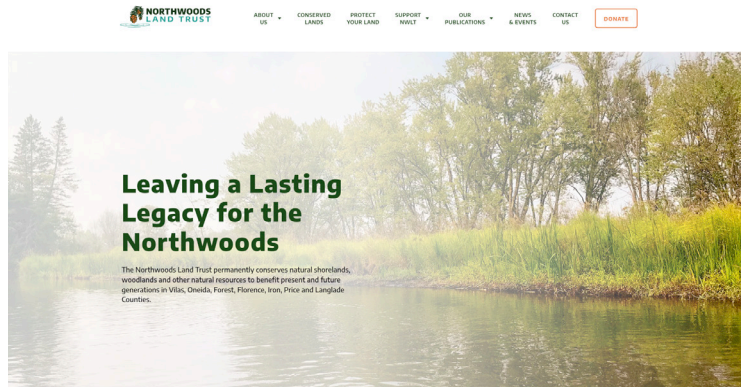 NORTHWOODS
LAND TRUST
ABOUT
US
CONSERVED
LANDS
PROTECT
YOUR LAND
SUPPORT
NWLT
OUR
PUBLICATIONS
NEWS
& EVENTS
CONTACT
US
DONATE
Leaving a Lasting
Legacy for the
Northwoods
The Northwoods Land Trust permanently conserves natural shorelands,
woodlands and other natural resources to benefit present and future
generations in Vilas, Oneida, Forest, Florence, Iron, Price and Langlade
Counties.